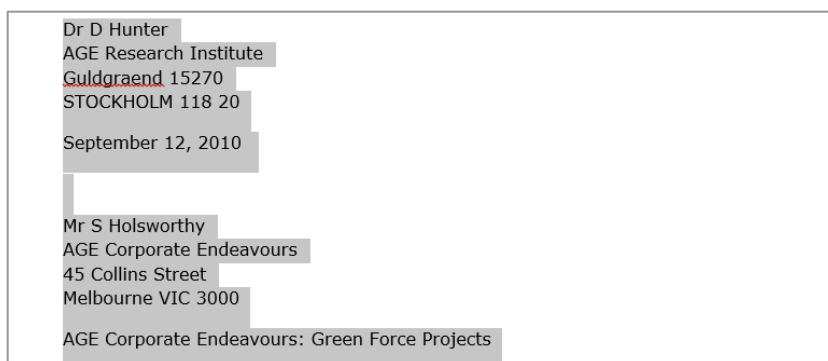 Dr D Hunter
AGE Research Institute
Guldgraend 15270
STOCKHOLM 118 20
September 12, 2010
Mr S Holsworthy
AGE Corporate Endeavours
45 Collins Street
Melbourne VIC 3000
AGE Corporate Endeavours: Green Force Projects